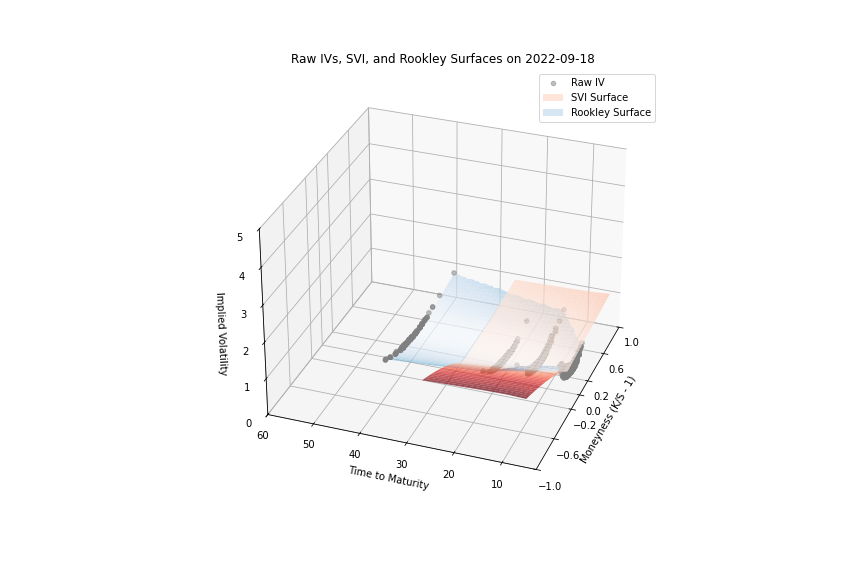 Raw IVs, SVI, and Rookley Surfaces on 2022-09-18
Raw IV
SVI Surface
Rookley Surface
5
4
3
2
1
0
Implied Volatility
60
50
40
30
20
10
Time to Maturity
1.0
0.6
0.2
0.0
−0.2
−0.6
−1.0
Moneyness (K/S - 1)